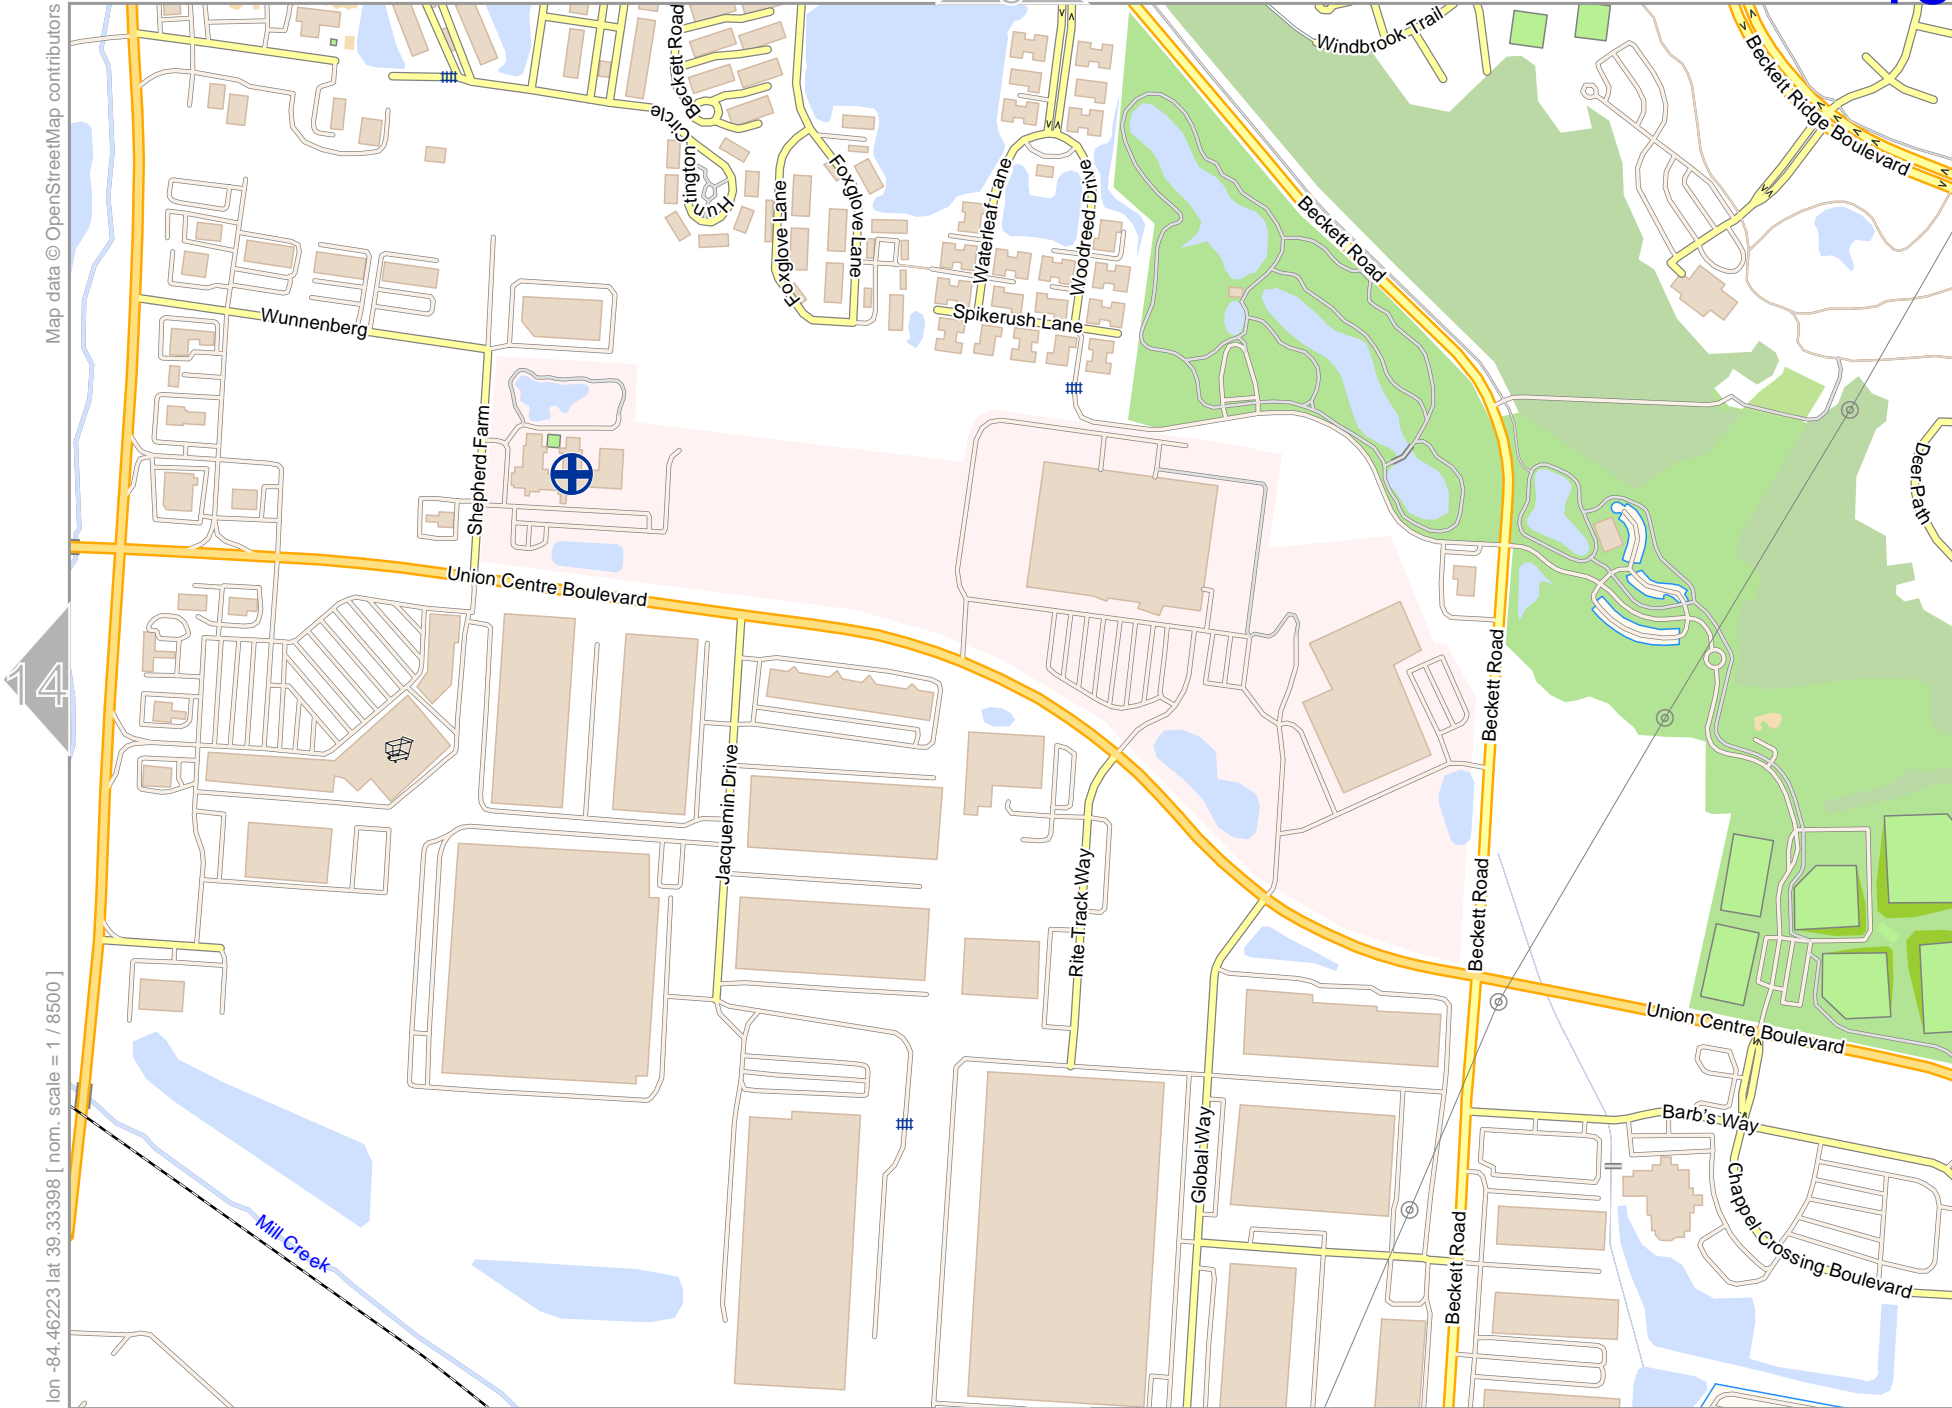 Map data © OpenStreetMap contributors
lon -84.46223 lat 39.33398 [ nom. scale = 1 / 8500 ]
14
Beckett Road
Windbrook Trail
Beckett Ridge Boulevard
Huntington Circle
Foxglove Lane
Foxglove Lane
Waterleaf Lane
Woodreed Drive
Beckett Road
Spikerush Lane
Wunnenberg
Shepherd Farm
Deer Path
Union Centre Boulevard
Beckett Road
Jacquemin Drive
Rite Track Way
Beckett Road
Union Centre Boulevard
Barb's Way
Global Way
Chappel Crossing Boulevard
Mill Creek
Beckett Road